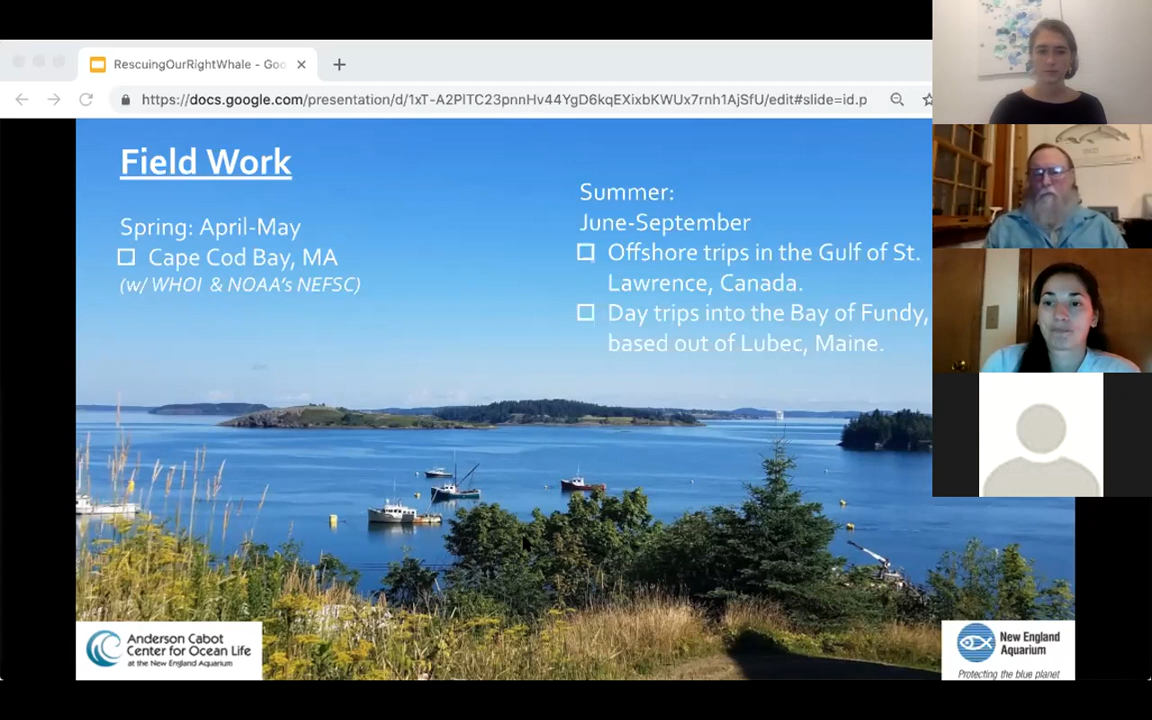 RescuingOurRightWhale - Goo
https://docs.google.com/presentation/d/1xT-A2PITC23pnnHv44YgD6kqEXixbKWUx7rnh1AjSfU/edit#slide=id.p
Field Work
Spring: April-May
Cape Cod Bay, MA
(w/ WHOI & NOAA's NEFSC)
Summer:
June-September
Offshore trips in the Gulf of St.
Lawrence, Canada.
Day trips into the Bay of Fundy,
based out of Lubec, Maine.
Anderson Cabot
Center for Ocean Life
at the New England Aquarium
New England
Aquarium
Protecting the blue planet